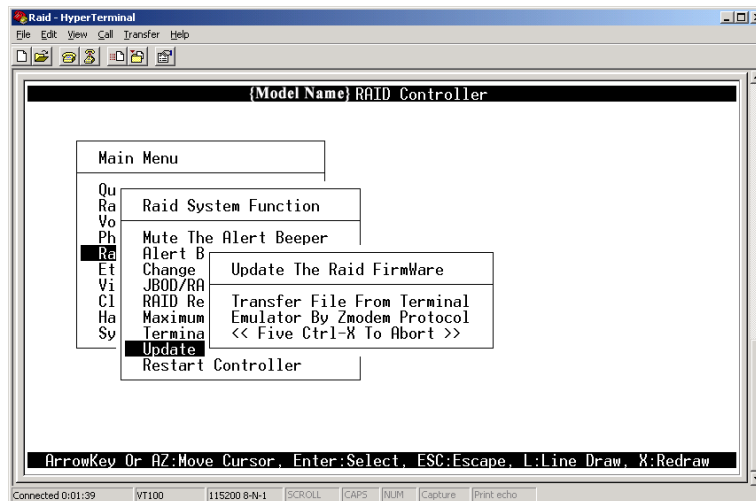 Raid - HyperTerminal
File Edit View Call Transfer Help
{Model Name} RAID Controller
Main Menu
Qu
Ra
Vo
Ph
Ra
Et
Vi
Cl
Ha
Sy
Raid System Function
Mute The Alert Beeper
Alert B
Change
JBOD/RA
RAID Re
Maximum
Termina
Update
Restart Controller
Update The Raid FirmWare
Transfer File From Terminal
Emulator By Zmodem Protocol
<< Five Ctrl-X To Abort >>
ArrowKey Or AZ:Move Cursor, Enter:Select, ESC:Escape, L:Line Draw, X:Redraw
Connected 0:01:39 VT100 115200 8-N-1 SCROLL CAPS NUM Capture Print echo